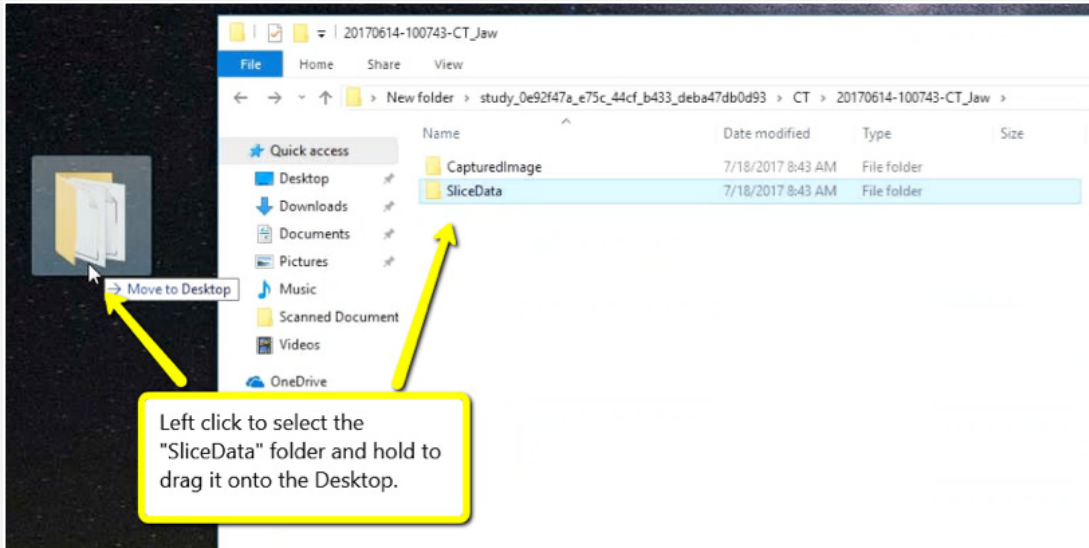 20170614-100743-CT_Jaw
File Home Share View
New folder > study_0e92f47a_e75c_44cf_b433_deba47db0d93 > CT > 20170614-100743-CT_Jaw >
Name Date modified Type Size
Quick access
CapturedImage 7/18/2017 8:43 AM File folder
Desktop
SliceData 7/18/2017 8:43 AM File folder
Downloads
Documents
Pictures
Move to Desktop
Music
Scanned Document
Videos
OneDrive
Left click to select the
"SliceData" folder and hold to
drag it onto the Desktop.